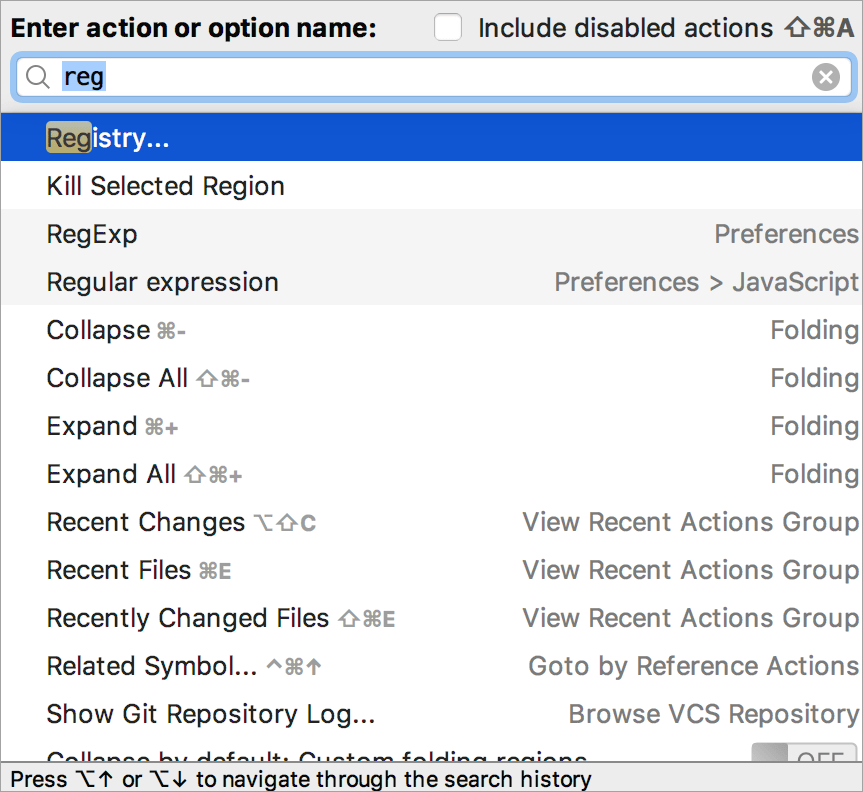 Enter action or option name: Include disabled actions ⇧⌘A
reg
Registry...
Kill Selected Region
RegExp Preferences
Regular expression Preferences > JavaScript
Collapse ⌘- Folding
Collapse All ⇧⌘- Folding
Expand ⌘+ Folding
Expand All ⇧⌘+ Folding
Recent Changes ⌥⇧C View Recent Actions Group
Recent Files ⌘E View Recent Actions Group
Recently Changed Files ⇧⌘E View Recent Actions Group
Related Symbol... ^⌘↑ Goto by Reference Actions
Show Git Repository Log... Browse VCS Repository
Collapse by default: Custom folding regions OFF
Press ⌥↑ or ⌥↓ to navigate through the search history